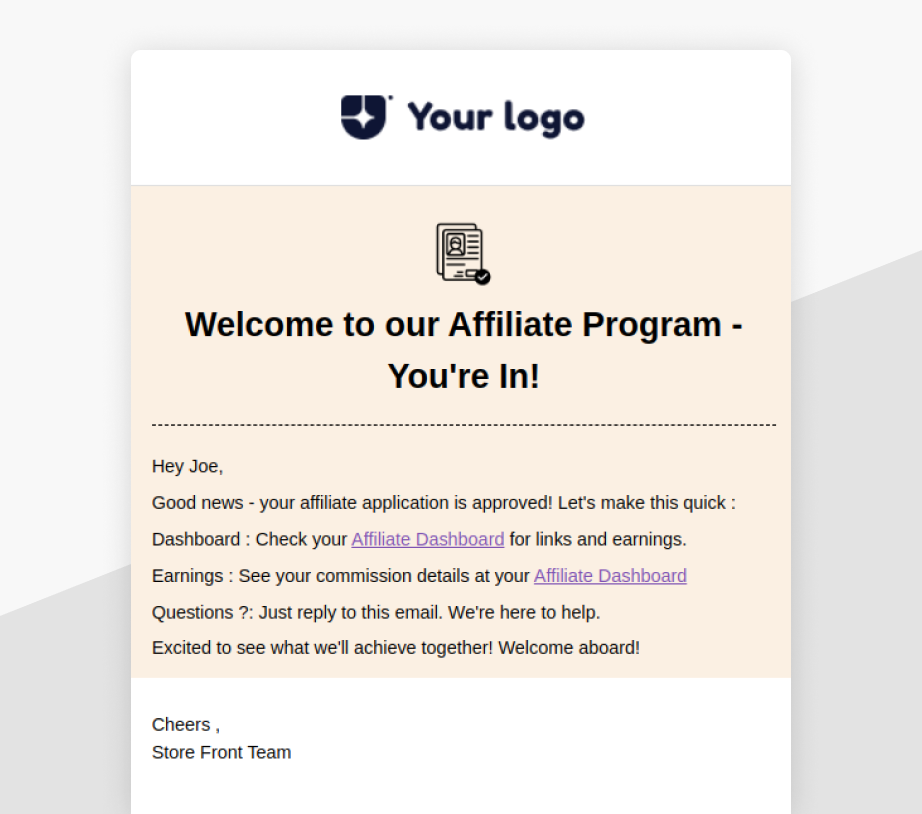 Your logo
Welcome to our Affiliate Program -
You're In!
Hey Joe,
Good news - your affiliate application is approved! Let's make this quick :
Dashboard : Check your Affiliate Dashboard for links and earnings.
Earnings : See your commission details at your Affiliate Dashboard
Questions ?: Just reply to this email. We're here to help.
Excited to see what we'll achieve together! Welcome aboard!
Cheers ,
Store Front Team